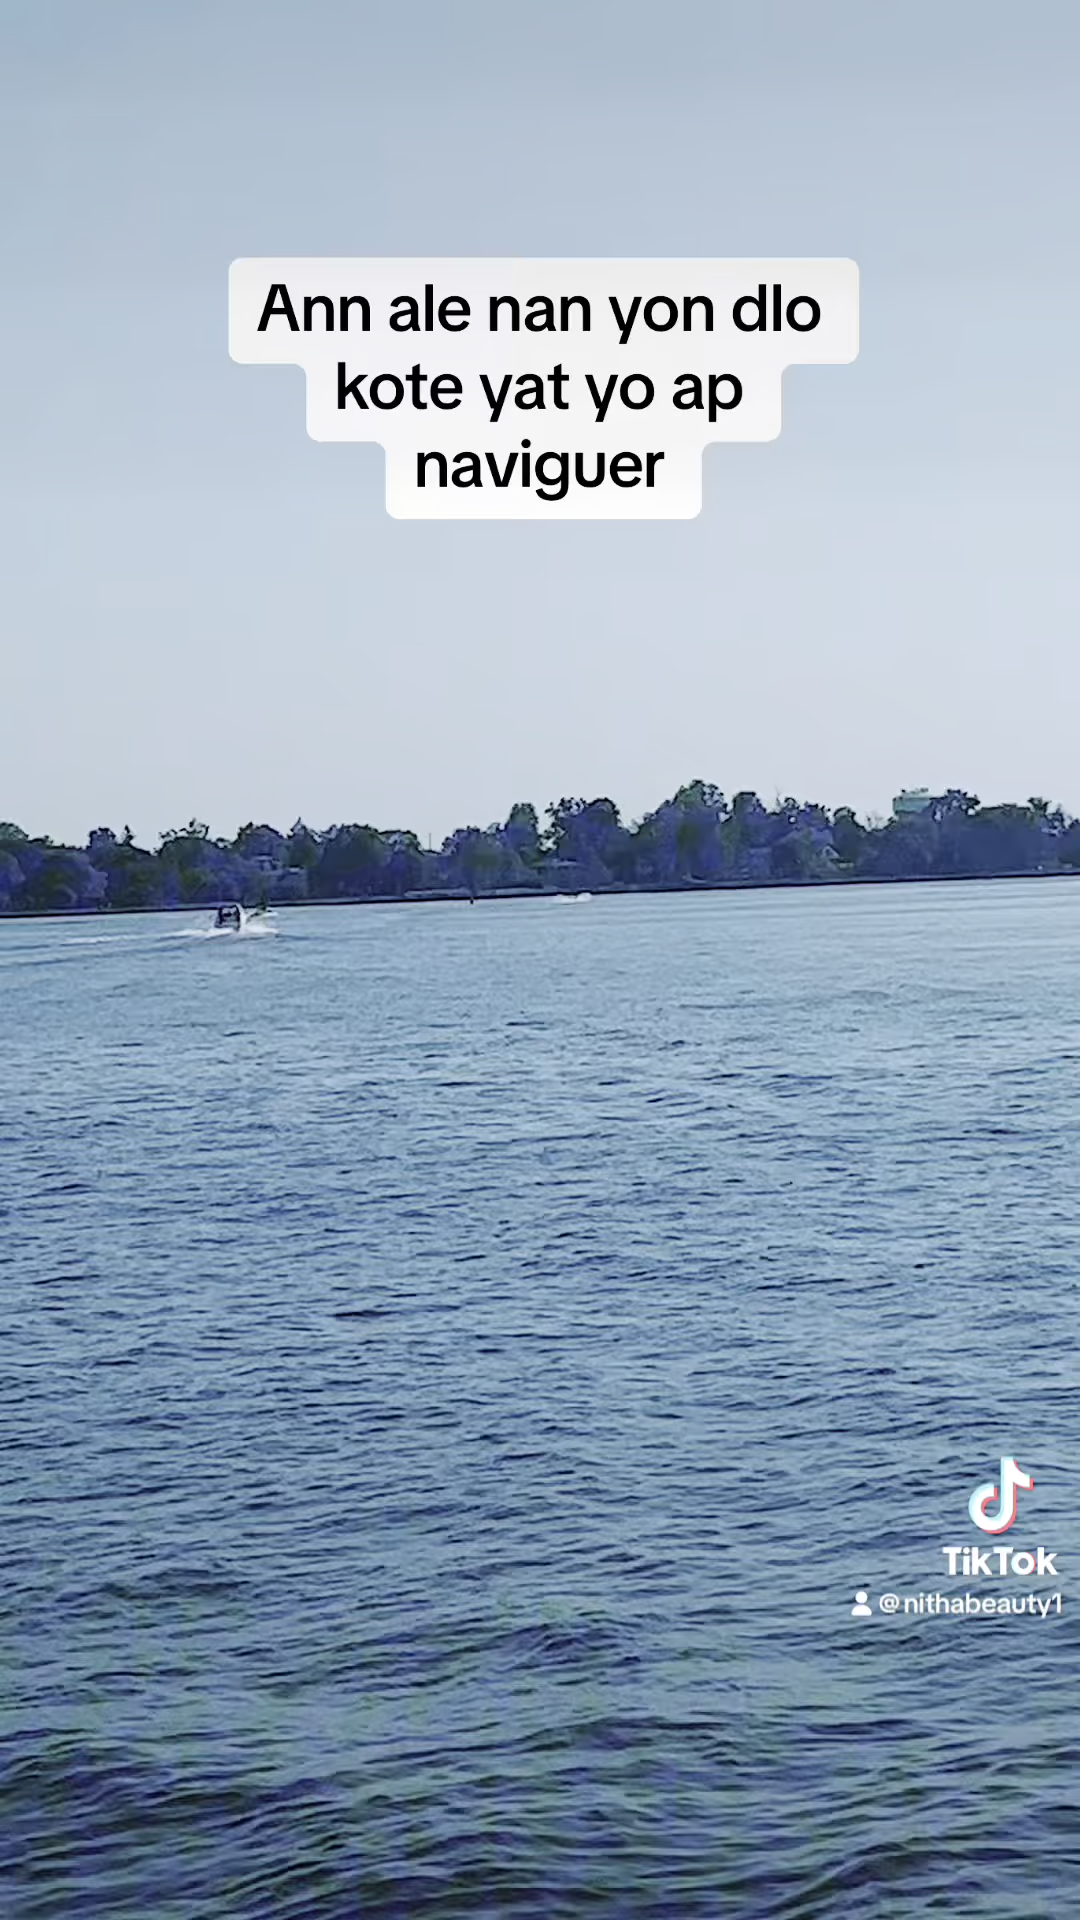 Ann ale nan yon dlo
kote yat yo ap
naviguer
TikTok
@nithabeauty1